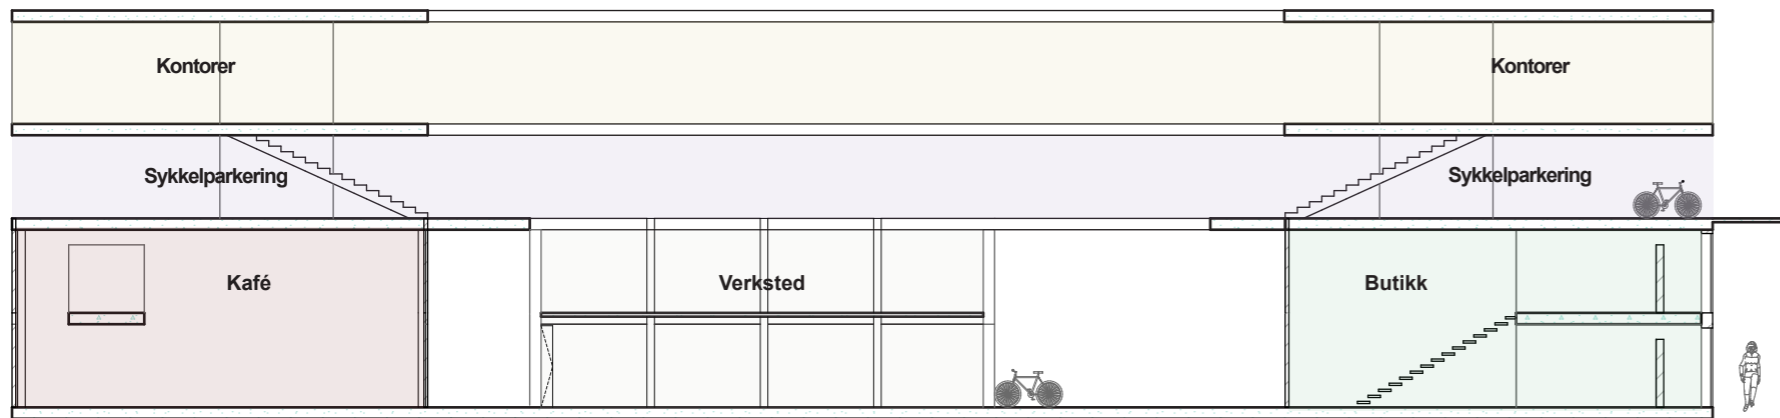 Kontorer
Kontorer
Sykkelparkering
Sykkelparkering
Kafé
Verksted
Butikk